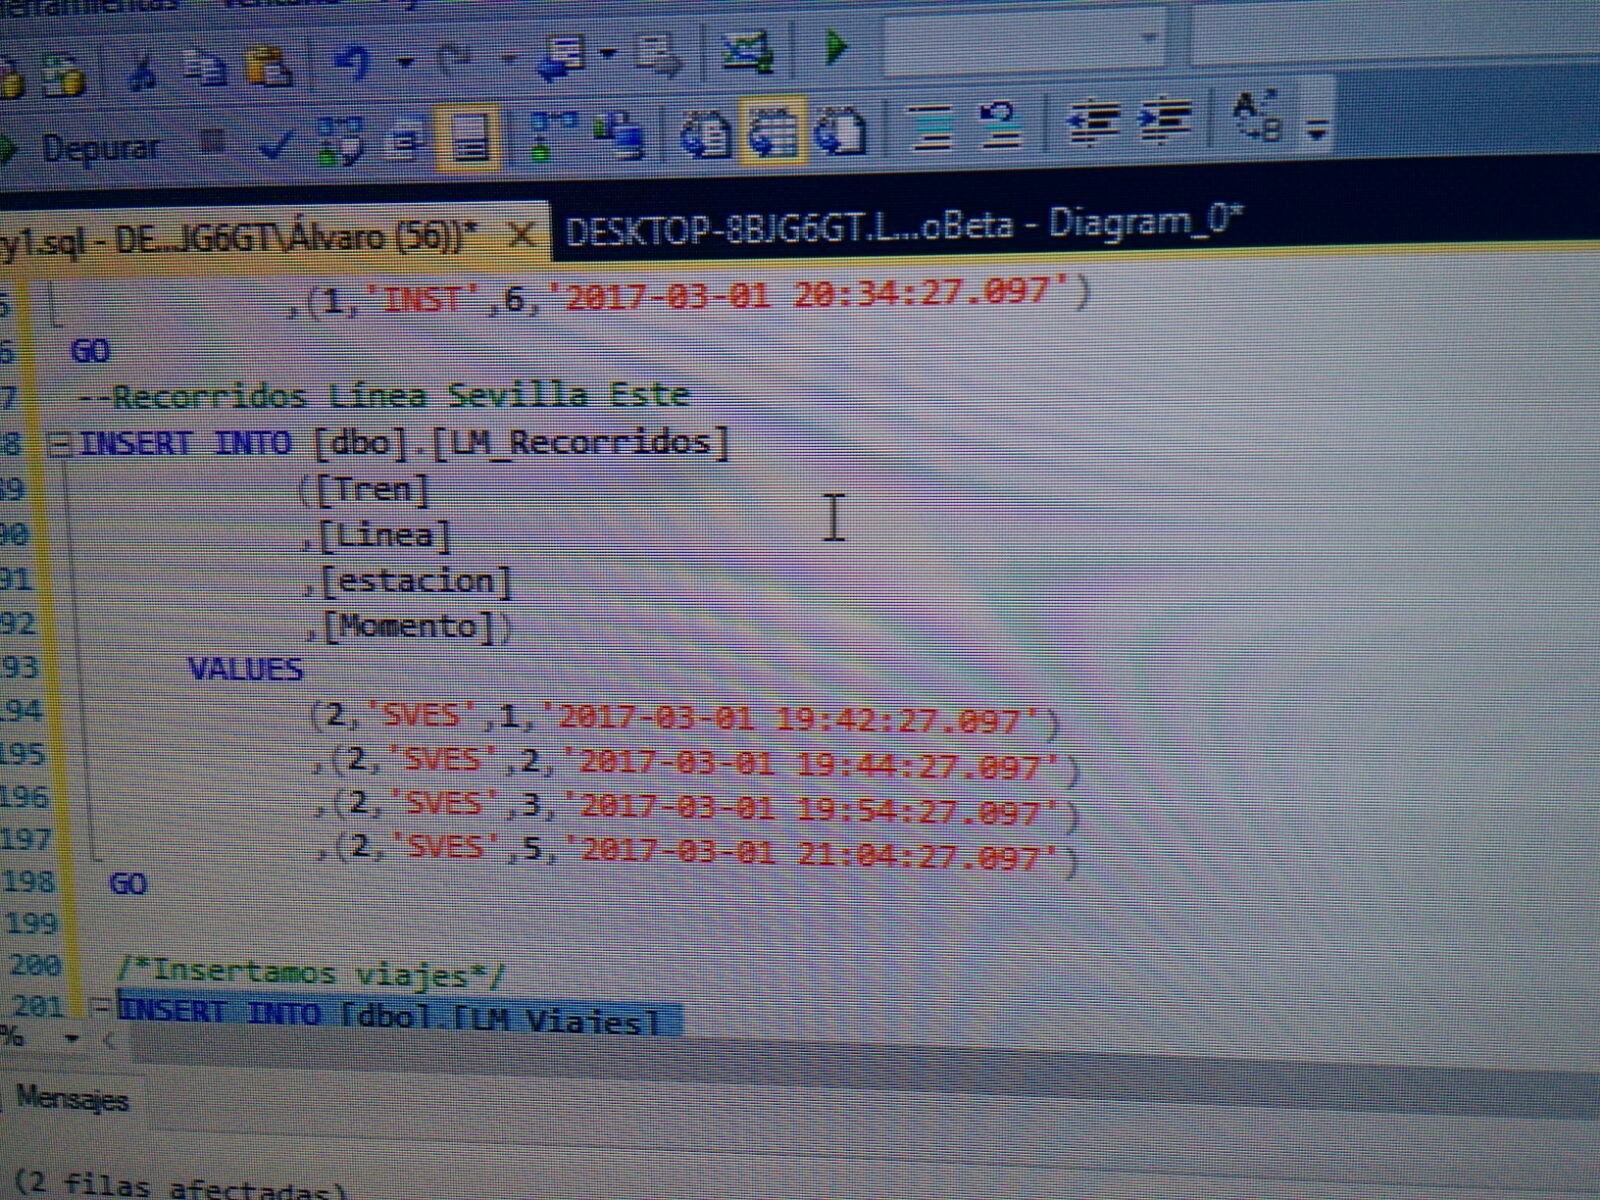 Depurar
y1.sql - DE...JG6GT\Álvaro (56))* DESKTOP-8BJG6GT.L...oBeta - Diagram_0*
,(1,'INST',6,'2017-03-01 20:34:27.097')
GO
--Recorridos Línea Sevilla Este
INSERT INTO [dbo].[LM_Recorridos]
([Tren]
90 ,[Linea]
91 ,[estacion]
92 ,[Momento])
93 VALUES
194 (2,'SVES',1,'2017-03-01 19:42:27.097')
195 ,(2,'SVES',2,'2017-03-01 19:44:27.097')
196 ,(2,'SVES',3,'2017-03-01 19:54:27.097')
197 ,(2,'SVES',5,'2017-03-01 21:04:27.097')
198 GO
199
200 /*Insertamos viajes*/
201 INSERT INTO [dbo].[LM_Viajes]
%
Mensajes
(2 filas afectadas)